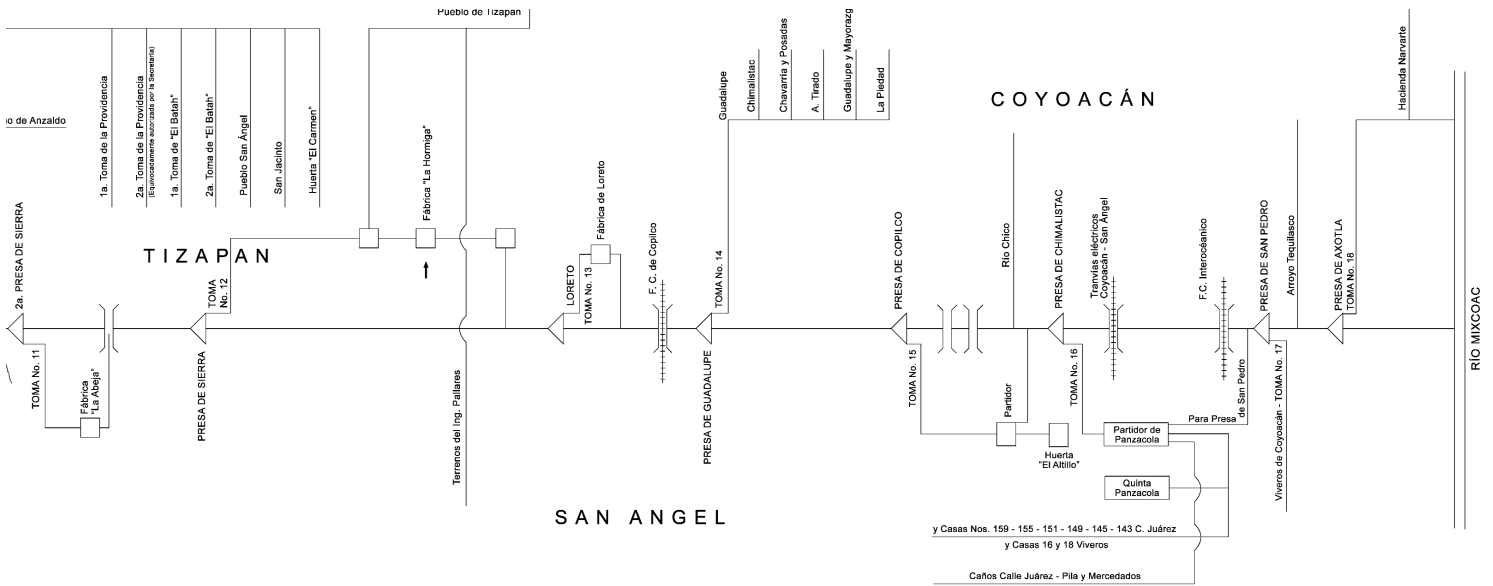 Pueblo de Tizapan
no de Anzaldo
1a. Toma de la Providencia
2a. Toma de la Providencia
(Equivocadamente autorizada por la Secretaría)
1a. Toma de "El Batah"
2a. Toma de "El Batah"
Pueblo San Ángel
San Jacinto
Huerta "El Carmen"
Fábrica "La Hormiga"
Fábrica de Loreto
Guadalupe
Chimalistac
Chavarria y Posadas
A. Tirado
Guadalupe y Mayorazg
La Piedad
COYOACÁN
Hacienda Narvarte
2a. PRESA DE SIERRA
TIZAPAN
TOMA
No. 12
LORETO
TOMA No. 13
F. C. de Copilco
TOMA No. 14
PRESA DE COPILCO
Río Chico
PRESA DE CHIMALISTAC
Tranvías eléctricos
Coyoacán - San Ángel
F.C. Interocéanico
PRESA DE SAN PEDRO
Arroyo Tequilasco
PRESA DE AXOTLA
TOMA No. 18
RÍO MIXCOAC
TOMA No. 11
Fábrica
"La Abeja"
PRESA DE SIERRA
Terrenos del Ing. Pallares
PRESA DE GUADALUPE
TOMA No. 15
Partidor
TOMA No. 16
Para Presa
de San Pedro
Viveros de Coyoacán - TOMA No. 17
Partidor de
Panzacola
Huerta
"El Altillo"
Quinta
Panzacola
SAN ANGEL
y Casas Nos. 159 - 155 - 151 - 149 - 145 - 143 C. Juárez
y Casas 16 y 18 Viveros
Caños Calle Juárez - Pila y Mercedados